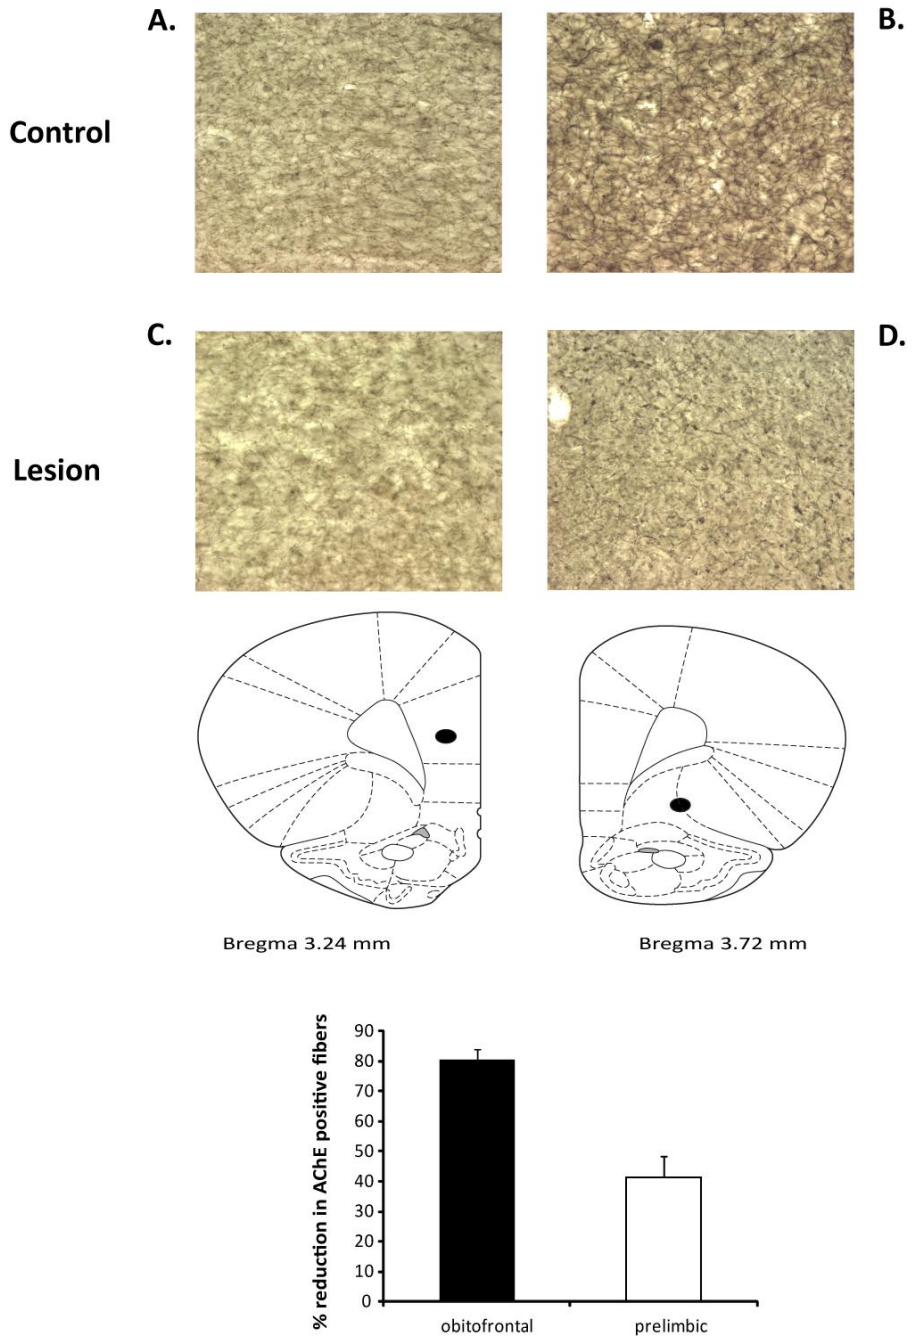 A.
B.
Control
C.
D.
Lesion
Bregma 3.24 mm
Bregma 3.72 mm
% reduction in AChE positive fibers
90
80
70
60
50
40
30
20
10
0
obitofrontal
prelimbic